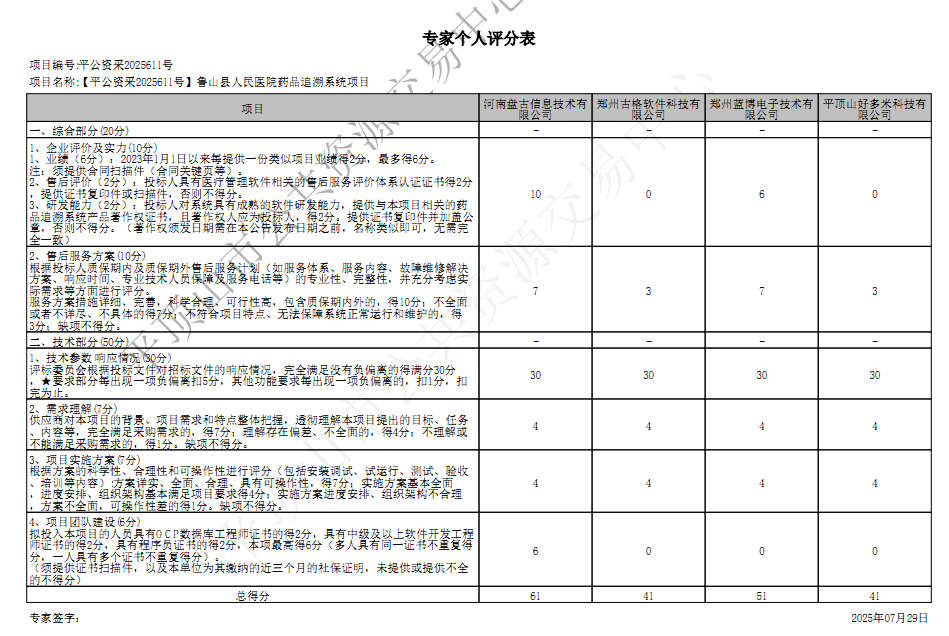 专家个人评分表
项目编号:平公资采2025611号
项目名称:【平公资采2025611号】鲁山县人民医院药品追溯系统项目
项目
河南盘古信息技术有
限公司
郑州古格软件科技有
限公司
郑州蓝博电子技术有
限公司
平顶山好多米科技有
限公司
一、综合部分(20分)
-
-
-
-
1、企业评价及实力(10分)
1、业绩（6分）：2023年1月1日以来每提供一份类似项目业绩得2分，最多得6分。
注：须提供合同扫描件（合同关键页等）。
2、售后评价（2分）：投标人具有医疗管理软件相关的售后服务评价体系认证证书得2分
，提供证书复印件或扫描件，否则不得分。
3、研发能力（2分）：投标人对系统具有成熟的软件研发能力，提供与本项目相关的药
品追溯系统产品著作权证书，且著作权人应为投标人，得2分。提供证书复印件并加盖公
章，否则不得分。（著作权颁发日期需在本公告发布日期之前，名称类似即可，无需完
全一致）
10
0
6
0
2、售后服务方案(10分)
根据投标人质保期内及质保期外售后服务计划（如服务体系、服务内容、故障维修解决
方案、响应时间、专业技术人员保障及服务电话等）的专业性、完整性，并充分考虑实
际需求等方面进行评分。
服务方案措施详细、完善，科学合理、可行性高，包含质保期内外的，得10分；不全面
或者不详尽、不具体的得7分；不符合项目特点、无法保障系统正常运行和维护的，得
3分；缺项不得分。
7
3
7
3
二、技术部分(50分)
-
-
-
-
1、技术参数 响应情况(30分)
评标委员会根据投标文件对招标文件的响应情况，完全满足没有负偏离的得满分30分
，★要求部分每出现一项负偏离扣5分，其他功能要求每出现一项负偏离的，扣1分，扣
完为止。
30
30
30
30
2、需求理解(7分)
供应商对本项目的背景、项目需求和特点整体把握，透彻理解本项目提出的目标、任务
、内容等，完全满足采购需求的，得7分；理解存在偏差、不全面的，得4分；不理解或
不能满足采购需求的，得1分。缺项不得分。
4
4
4
4
3、项目实施方案(7分)
根据方案的科学性、合理性和可操作性进行评分（包括安装调试、试运行、测试、验收
、培训等内容）:方案详实、全面、合理、具有可操作性，得7分；实施方案基本全面
，进度安排、组织架构基本满足项目要求得4分；实施方案进度安排、组织架构不合理
，方案不全面，可操作性差的得1分。缺项不得分。
4
4
4
4
4、项目团队建设(6分)
拟投入本项目的人员具有OCP数据库工程师证书的得2分，具有中级及以上软件开发工程
师证书的得2分，具有程序员证书的得2分，本项最高得6分（多人具有同一证书不重复得
分，一人具有多个证书不重复得分）。
（须提供证书扫描件，以及本单位为其缴纳的近三个月的社保证明，未提供或提供不全
的不得分）
6
0
0
0
总得分
61
41
51
41
专家签字：
2025年07月29日
平顶山市公共资源交易中心
平顶山市公共资源交易中心